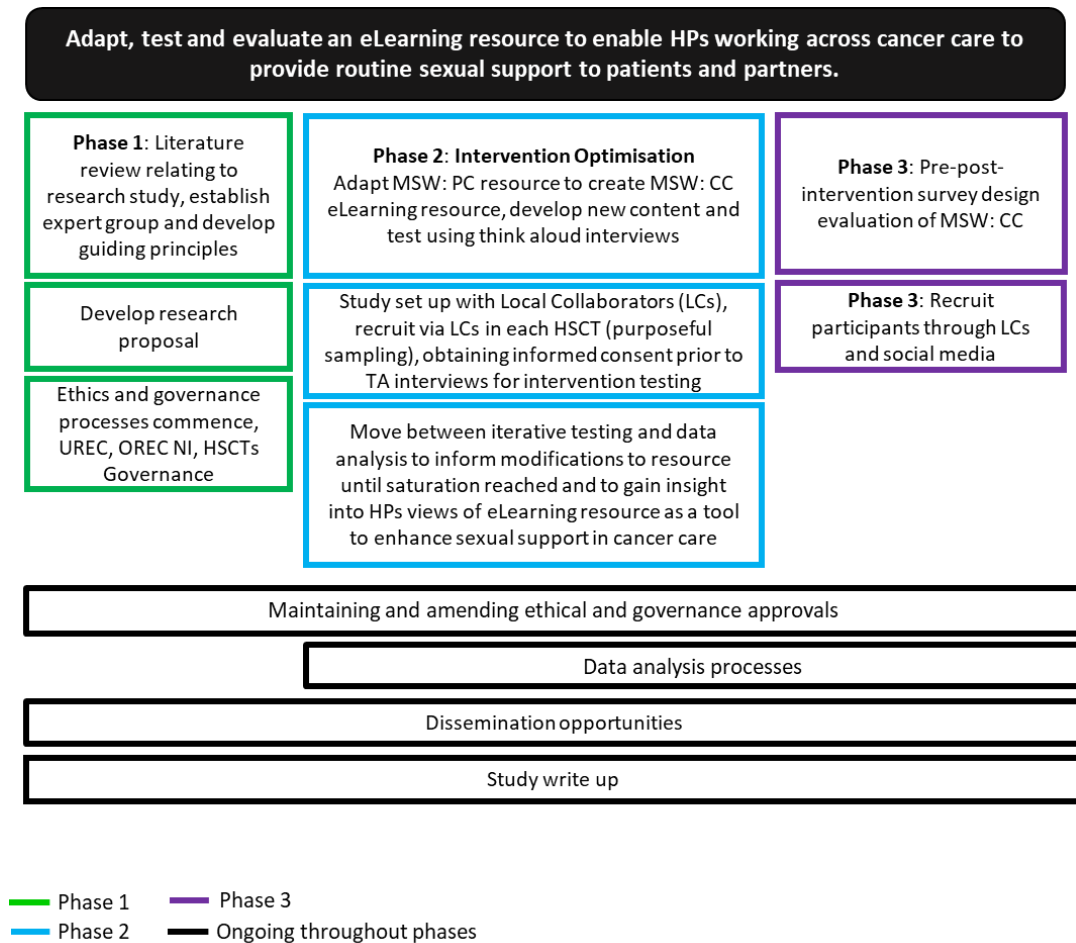 Adapt, test and evaluate an eLearning resource to enable HPs working across cancer care to
provide routine sexual support to patients and partners.
Phase 1: Literature
review relating to
research study, establish
expert group and develop
guiding principles
Develop research
proposal
Ethics and governance
processes commence,
UREC, OREC NI, HSCTs
Governance
Phase 2: Intervention Optimisation
Adapt MSW: PC resource to create MSW: CC
eLearning resource, develop new content and
test using think aloud interviews
Study set up with Local Collaborators (LCs),
recruit via LCs in each HSCT (purposeful
sampling), obtaining informed consent prior to
TA interviews for intervention testing
Move between iterative testing and data
analysis to inform modifications to resource
until saturation reached and to gain insight
into HPs views of eLearning resource as a tool
to enhance sexual support in cancer care
Phase 3: Pre-post-
intervention survey design
evaluation of MSW: CC
Phase 3: Recruit
participants through LCs
and social media
Maintaining and amending ethical and governance approvals
Data analysis processes
Dissemination opportunities
Study write up
Phase 1
Phase 2
Phase 3
Ongoing throughout phases